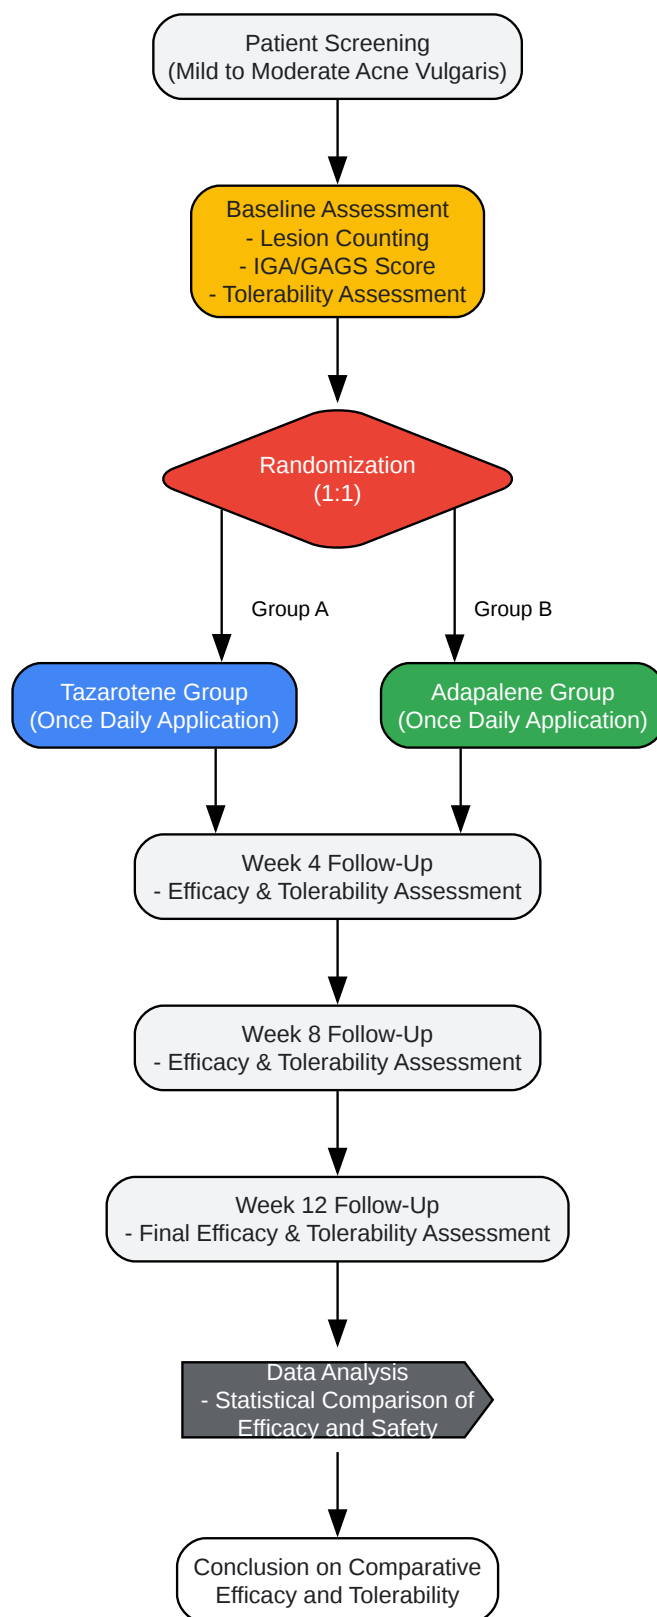 Patient Screening
(Mild to Moderate Acne Vulgaris)
Baseline Assessment
- Lesion Counting
- IGA/GAGS Score
- Tolerability Assessment
Randomization
(1:1)
Group A
Group B
Tazarotene Group
(Once Daily Application)
Adapalene Group
(Once Daily Application)
Week 4 Follow-Up
- Efficacy & Tolerability Assessment
Week 8 Follow-Up
- Efficacy & Tolerability Assessment
Week 12 Follow-Up
- Final Efficacy & Tolerability Assessment
Data Analysis
- Statistical Comparison of
Efficacy and Safety
Conclusion on Comparative
Efficacy and Tolerability